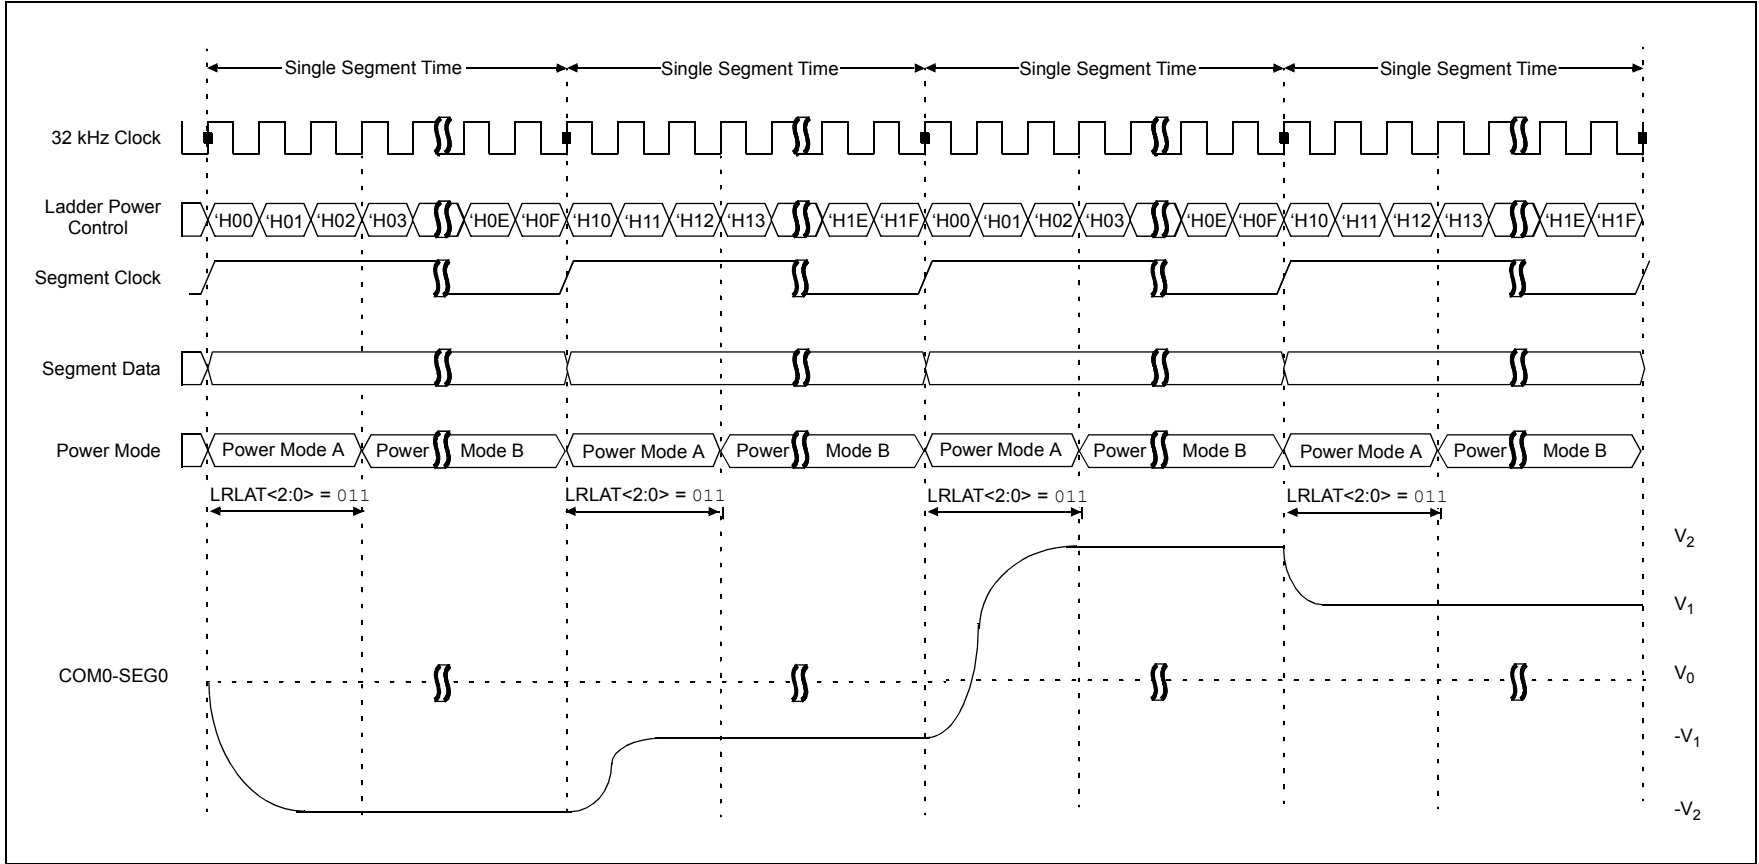 Single Segment Time Single Segment Time Single Segment Time Single Segment Time
32 kHz Clock
Ladder Power
Control
‘H00 ‘H01 ‘H02 ‘H03 ‘H0E ‘H0F ‘H10 ‘H11 ‘H12 ‘H13 ‘H1E ‘H1F ‘H00 ‘H01 ‘H02 ‘H03 ‘H0E ‘H0F ‘H10 ‘H11 ‘H12 ‘H13 ‘H1E ‘H1F
Segment Clock
Segment Data
Power Mode Power Mode A Power Mode B Power Mode A Power Mode B Power Mode A Power Mode B Power Mode A Power Mode B
LRLAT<2:0> = 011 LRLAT<2:0> = 011 LRLAT<2:0> = 011 LRLAT<2:0> = 011
V2
V1
COM0-SEG0 V0
-V1
-V2